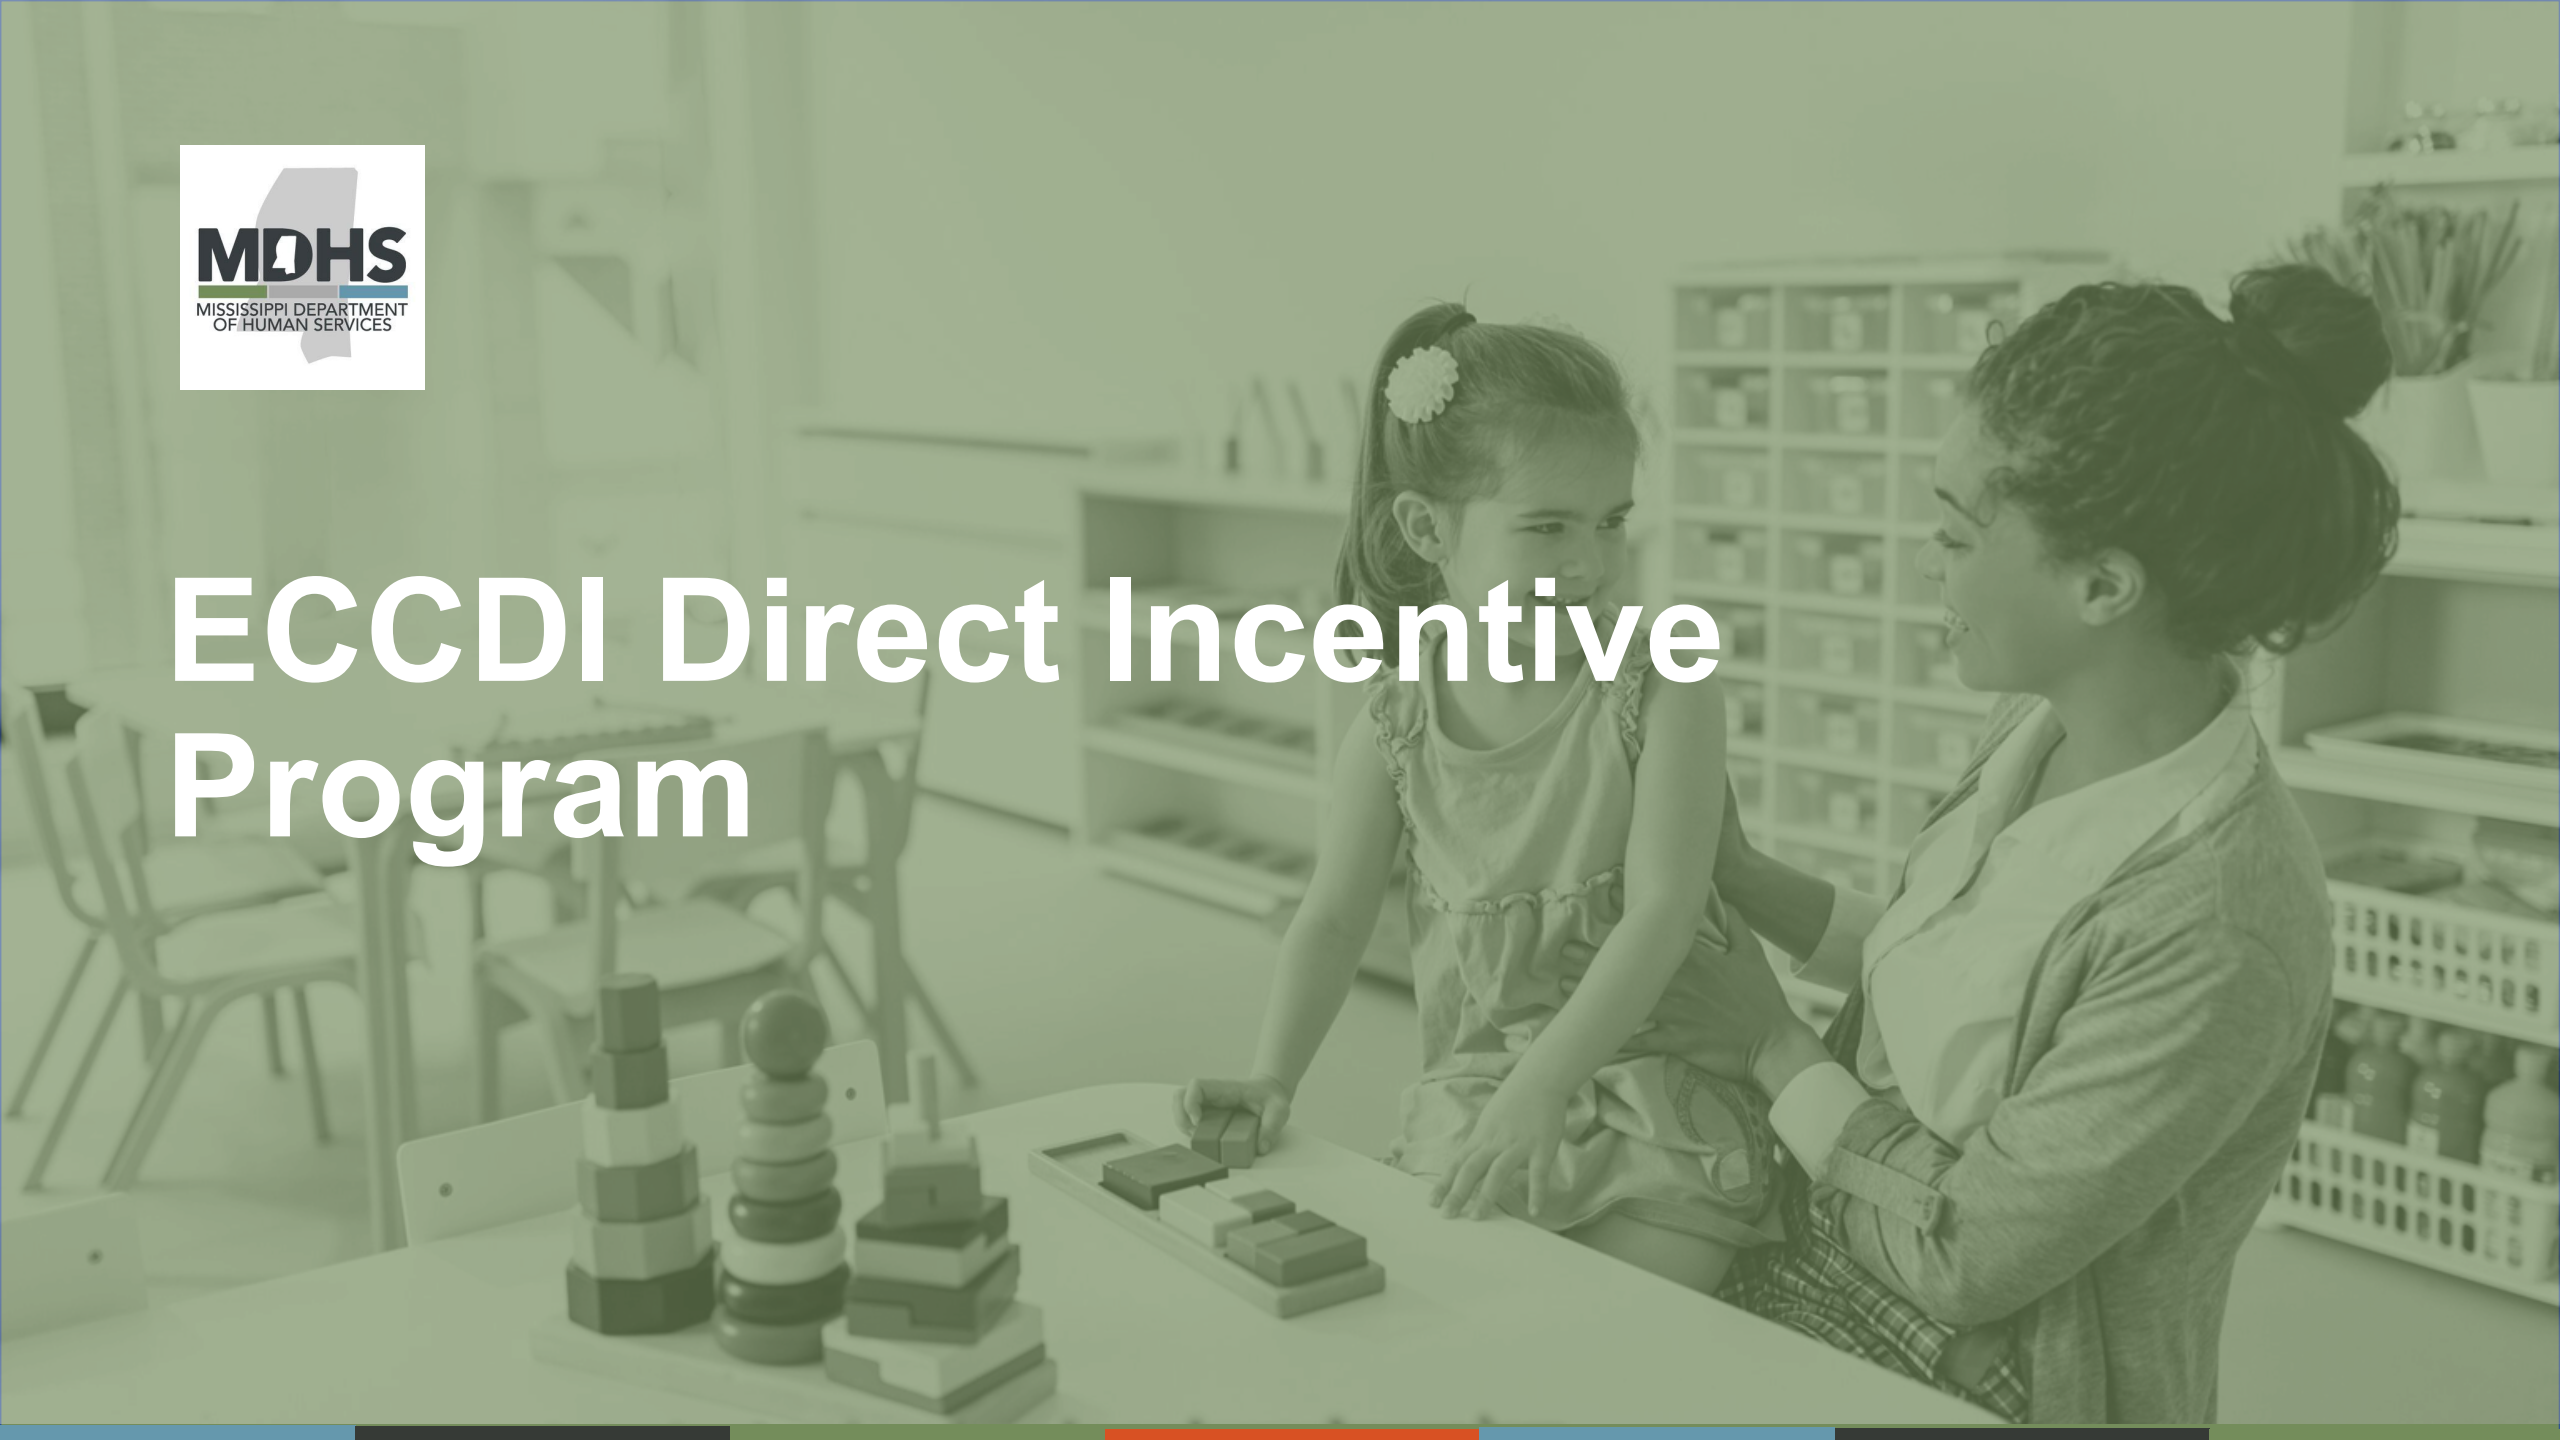 MDHS
MISSISSIPPI DEPARTMENT
OF HUMAN SERVICES
ECCDI Direct Incentive
Program